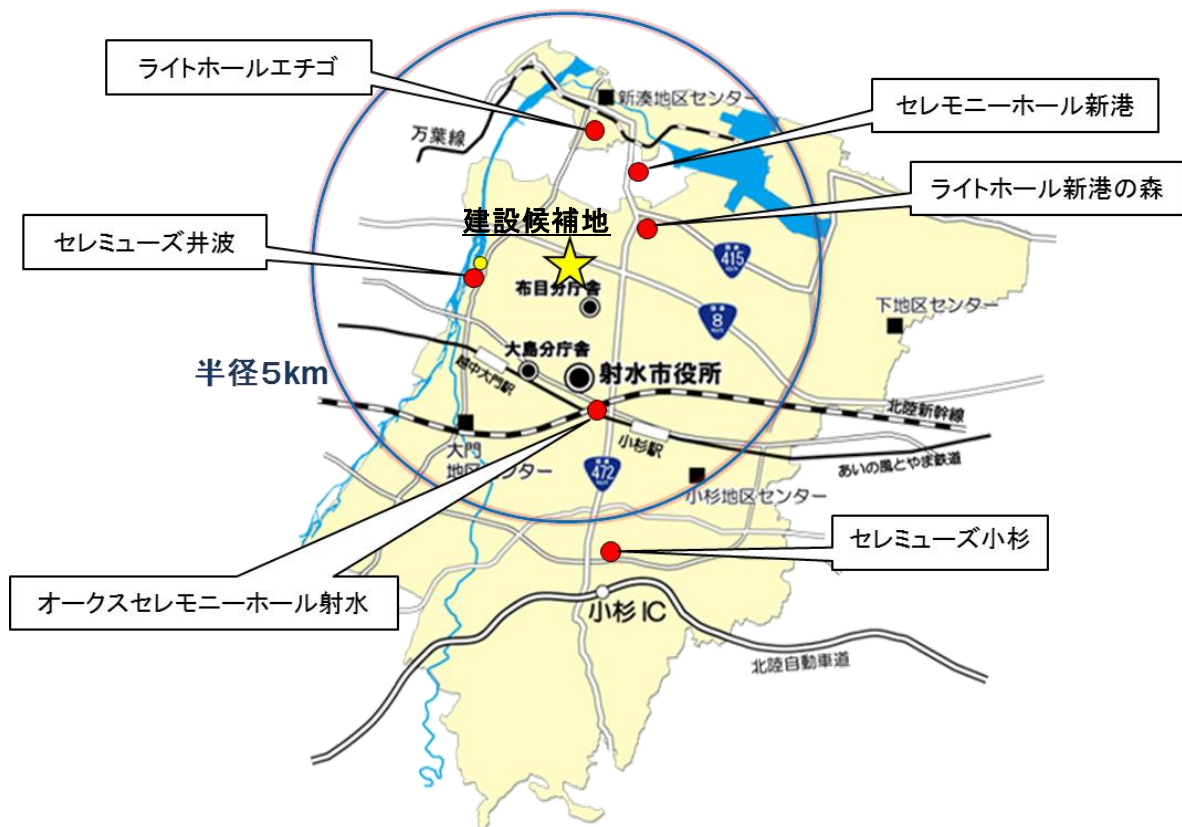 ライトホールエチゴ
新湊地区センター
セレモニーホール新港
万葉線
ライトホール新港の森
建設候補地
セレミューズ井波
415
布目分庁舎
8
下地区センター
大島分庁舎
半径5km
越中大門駅
射水市役所
北陸新幹線
小杉駅
大門
地区センター
あいの風とやま鉄道
472
小杉地区センター
セレミューズ小杉
オークスセレモニーホール射水
小杉IC
北陸自動車道